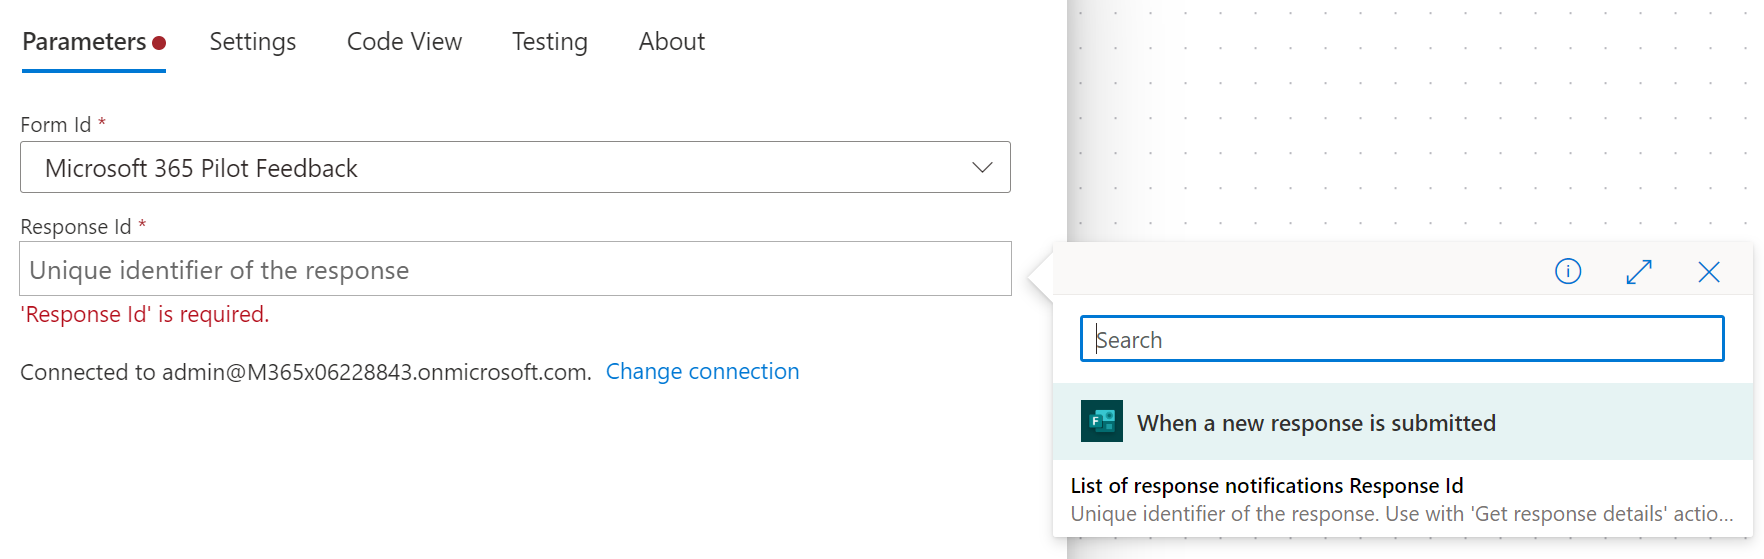 Parameters Settings Code View Testing About
Form Id *
Microsoft 365 Pilot Feedback
Response Id *
Unique identifier of the response
'Response Id' is required.
Connected to admin@M365x06228843.onmicrosoft.com. Change connection
Search
F
When a new response is submitted
List of response notifications Response Id
Unique identifier of the response. Use with 'Get response details' actio...